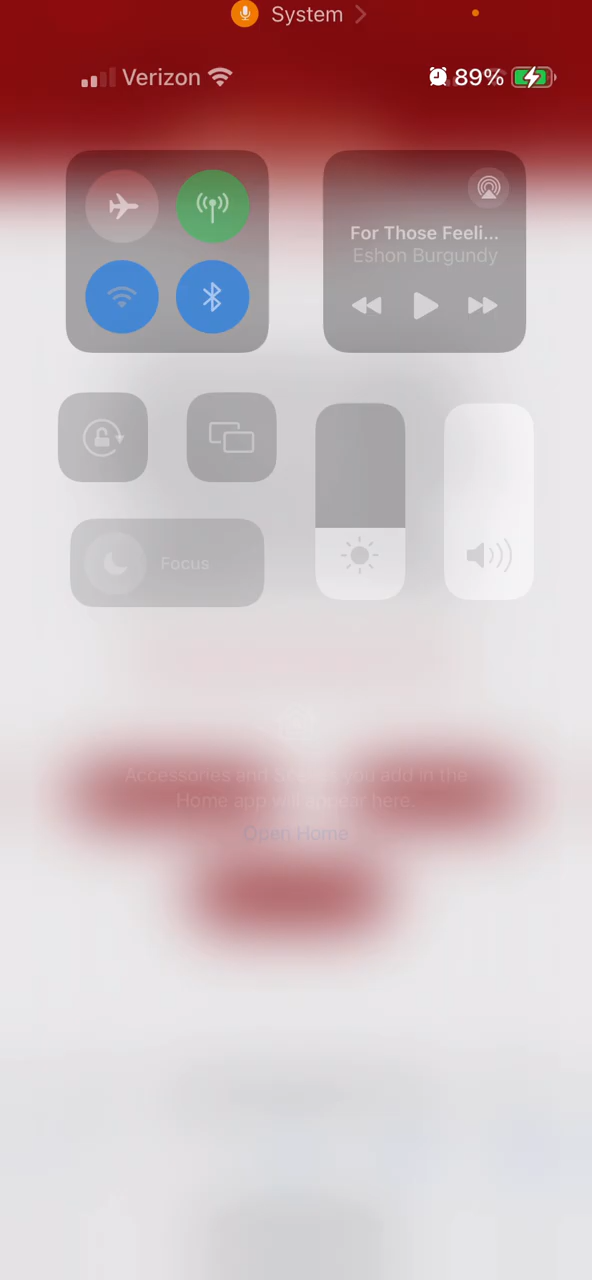 System
Verizon 89%
For Those Feeli...
Eshon Burgundy
Focus
Accessories and you add in the
Home app will appear here.
Open Home